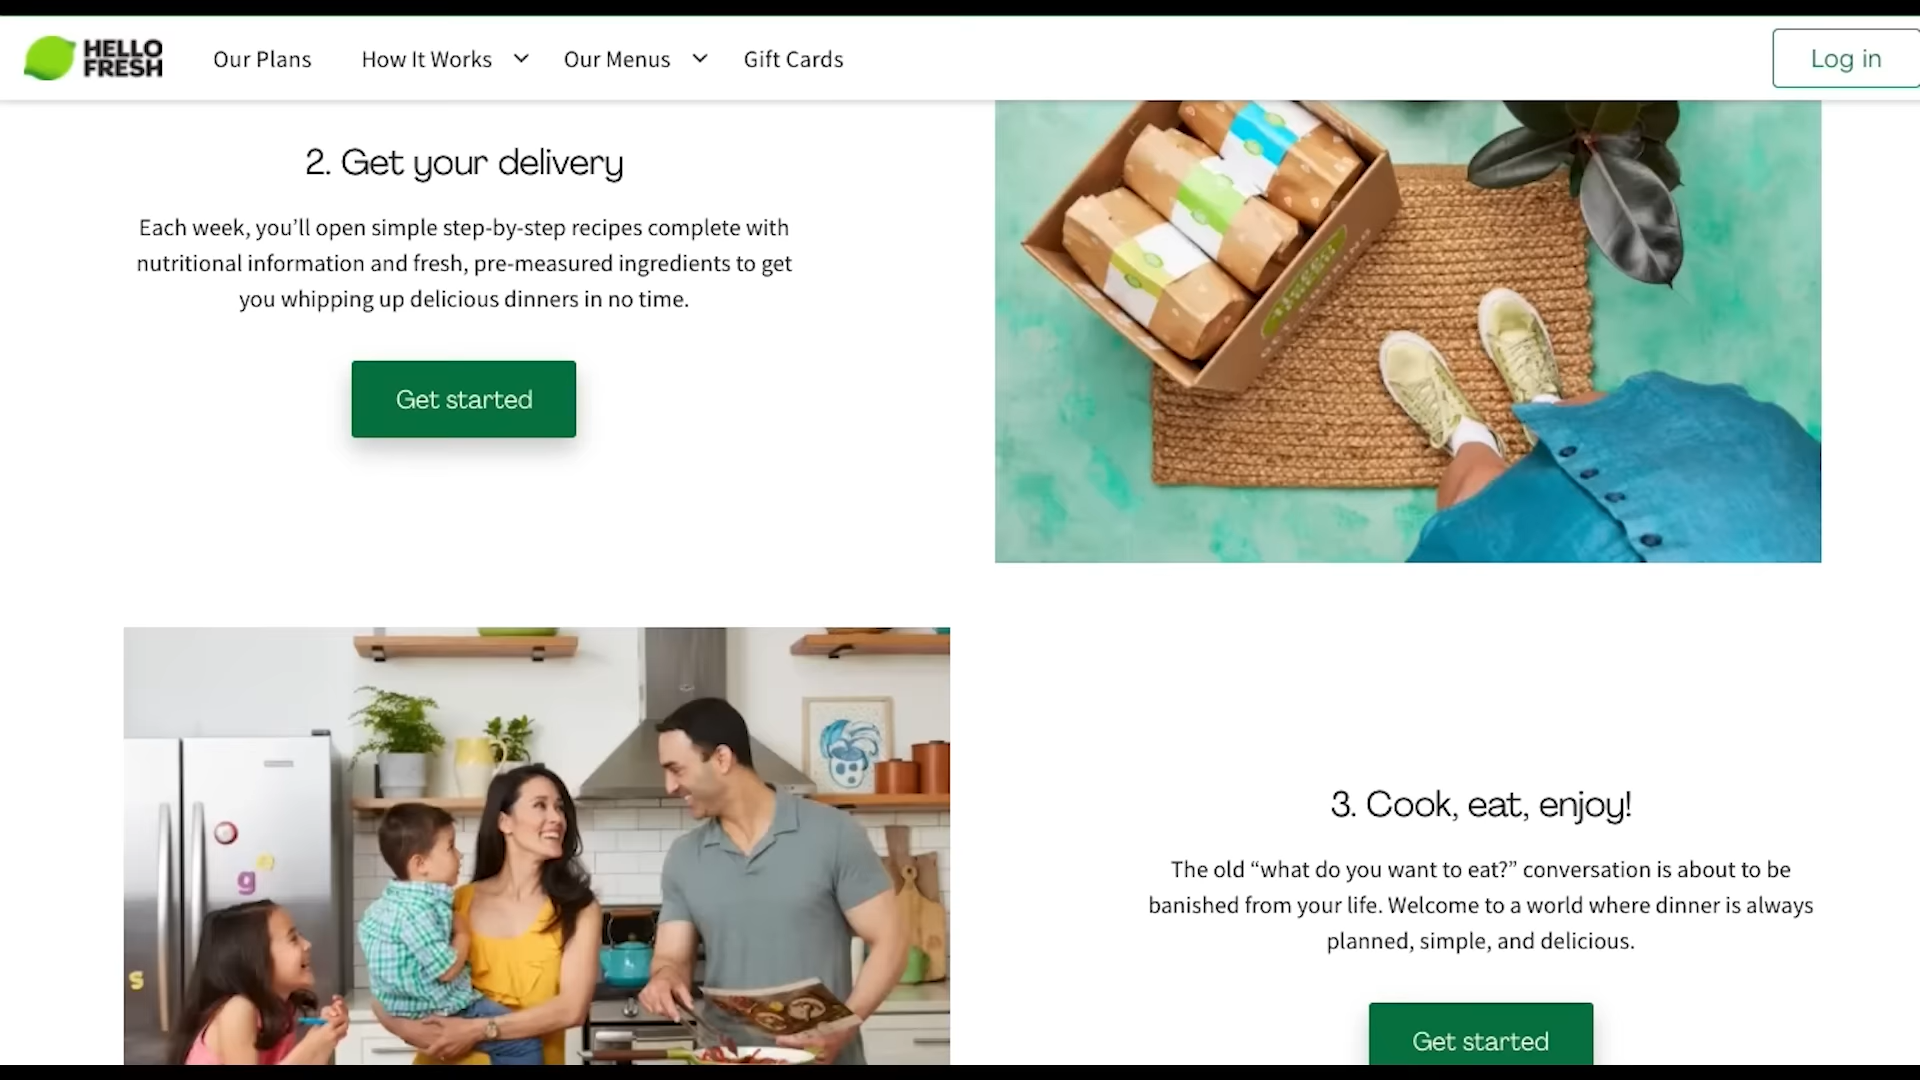 HELLO
FRESH
Our Plans
How It Works
Our Menus
Gift Cards
Log in
2. Get your delivery
Each week, you’ll open simple step-by-step recipes complete with
nutritional information and fresh, pre-measured ingredients to get
you whipping up delicious dinners in no time.
Get started
3. Cook, eat, enjoy!
The old “what do you want to eat?” conversation is about to be
banished from your life. Welcome to a world where dinner is always
planned, simple, and delicious.
Get started
g
s